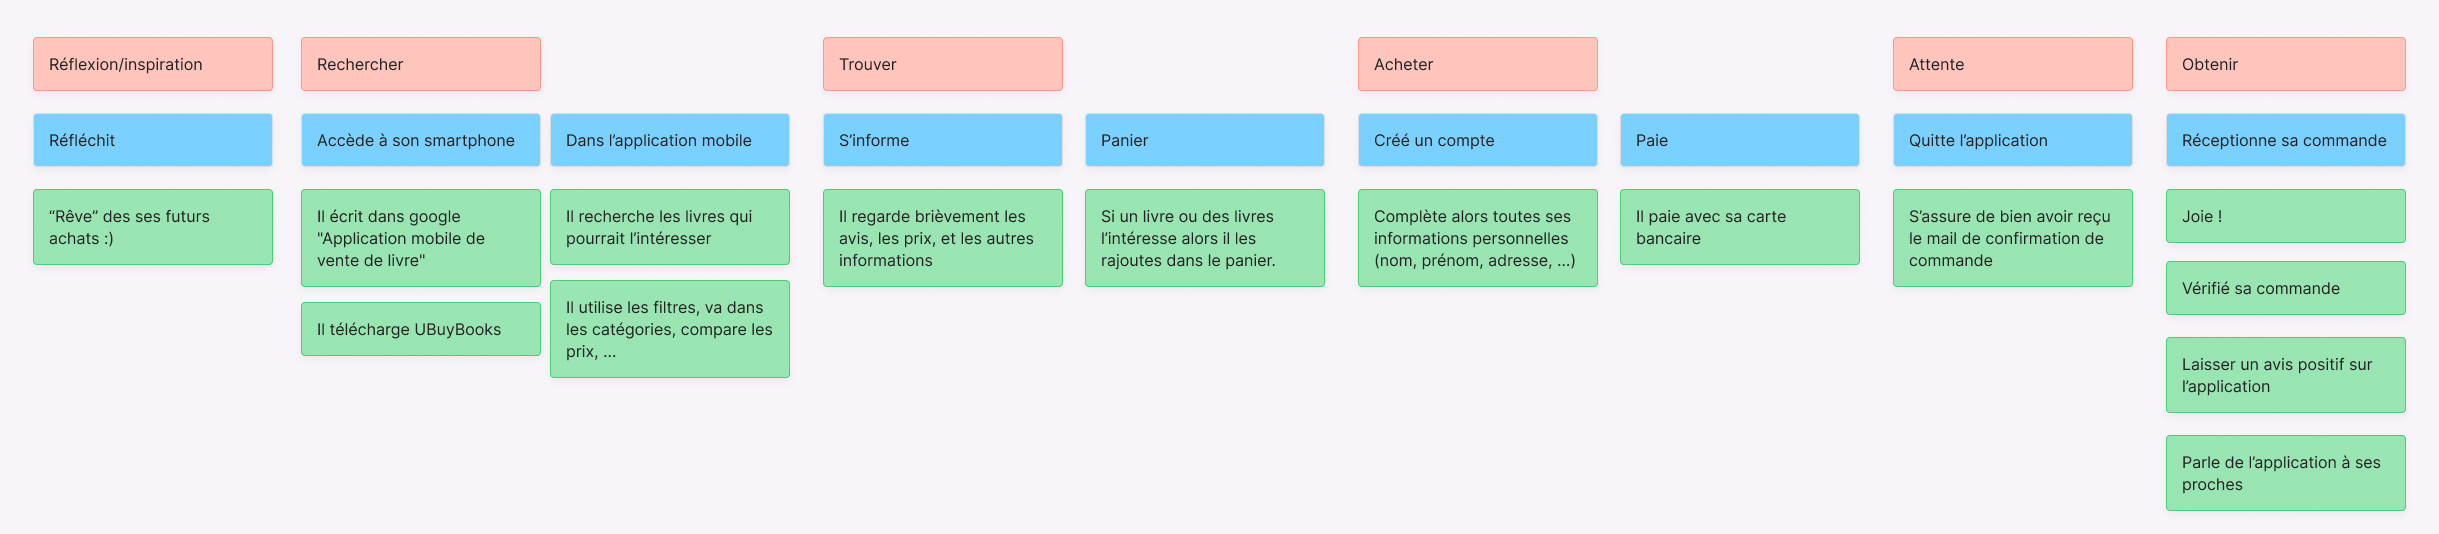 Réflexion/inspiration
Rechercher
Trouver
Acheter
Attente
Obtenir
Réfléchit
Accède à son smartphone
Dans l’application mobile
S’informe
Panier
Créé un compte
Paie
Quitte l’application
Réceptionne sa commande
“Rêve” des ses futurs
achats :)
Il écrit dans google
"Application mobile de
vente de livre"
Il télécharge UBuyBooks
Il recherche les livres qui
pourrait l’intéresser
Il utilise les filtres, va dans
les catégories, compare les
prix, ...
Il regarde brièvement les
avis, les prix, et les autres
informations
Si un livre ou des livres
l’intéresse alors il les
rajoutes dans le panier.
Complète alors toutes ses
informations personnelles
(nom, prénom, adresse, ...)
Il paie avec sa carte
bancaire
S’assure de bien avoir reçu
le mail de confirmation de
commande
Joie !
Vérifié sa commande
Laisser un avis positif sur
l’application
Parle de l’application à ses
proches